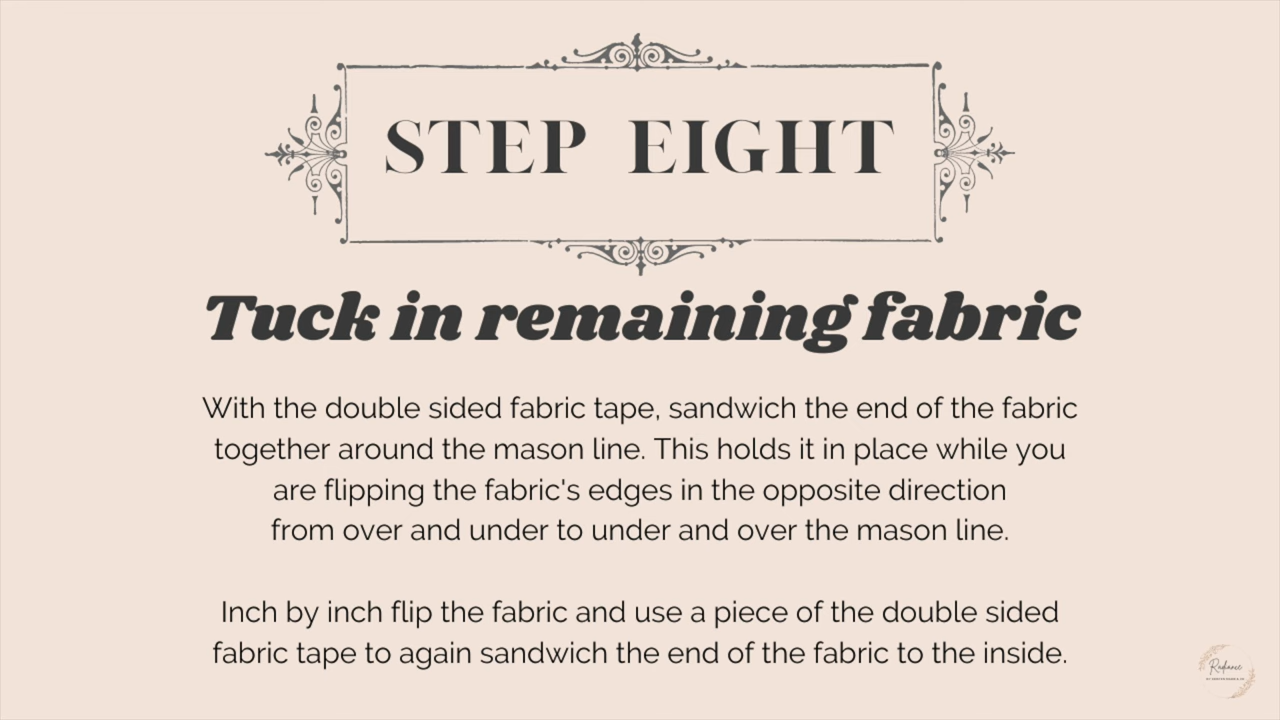 STEP EIGHT
Tuck in remaining fabric
With the double sided fabric tape, sandwich the end of the fabric
together around the mason line. This holds it in place while you
are flipping the fabric's edges in the opposite direction
from over and under to under and over the mason line.
Inch by inch flip the fabric and use a piece of the double sided
fabric tape to again sandwich the end of the fabric to the inside.
Radiance